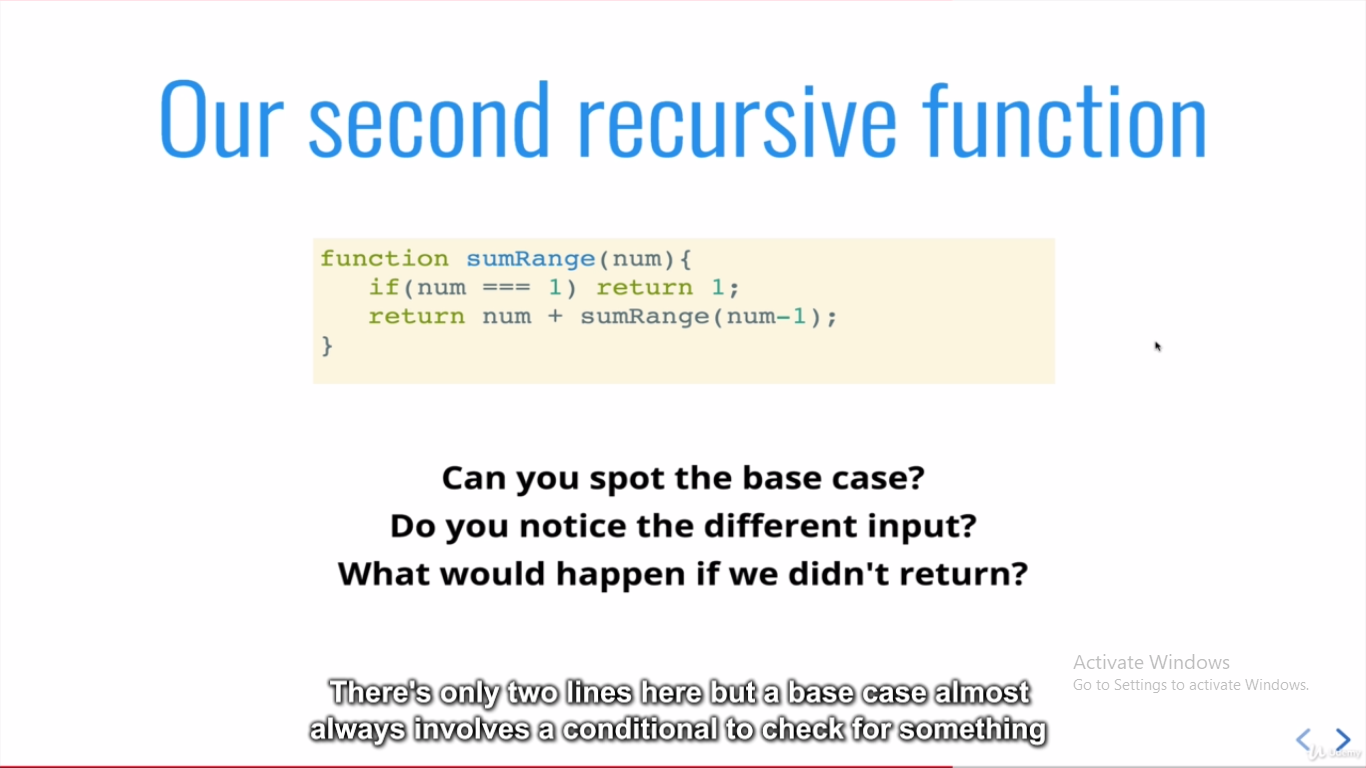 Our second recursive function
function sumRange(num){
   if(num === 1) return 1;
   return num + sumRange(num-1);
}
Can you spot the base case?
Do you notice the different input?
What would happen if we didn't return?
There's only two lines here but a base case almost
always involves a conditional to check for something
Activate Windows
Go to Settings to activate Windows.
Udemy